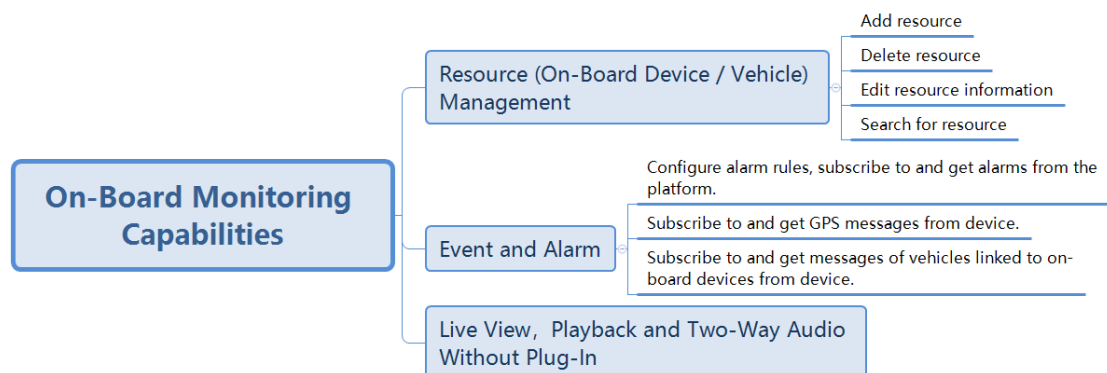 On-Board Monitoring
Capabilities
Resource (On-Board Device / Vehicle)
Management
Add resource
Delete resource
Edit resource information
Search for resource
Event and Alarm
Configure alarm rules, subscribe to and get alarms from the
platform.
Subscribe to and get GPS messages from device.
Subscribe to and get messages of vehicles linked to on-
board devices from device.
Live View，Playback and Two-Way Audio
Without Plug-In